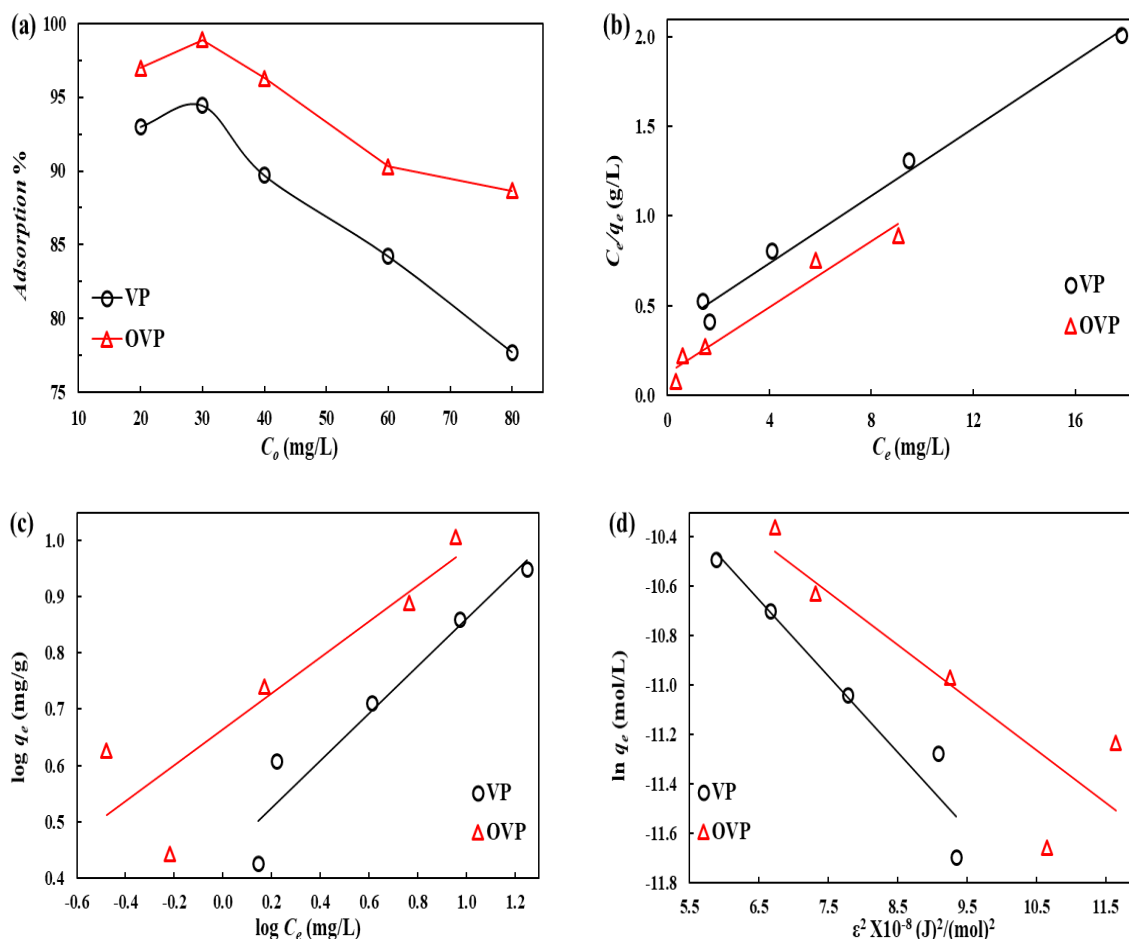 (a)
100
95
90
85
80
75
Adsorption %
VP
OVP
10 20 30 40 50 60 70 80
Cₒ (mg/L)
(b)
2.0
1.5
1.0
0.5
0.0
Cₑ/qₑ (g/L)
VP
OVP
0 4 8 12 16
Cₑ (mg/L)
(c)
1.0
0.9
0.8
0.7
0.6
0.5
0.4
log qₑ (mg/g)
VP
OVP
-0.6 -0.4 -0.2 0.0 0.2 0.4 0.6 0.8 1.0 1.2
log Cₑ (mg/L)
(d)
-10.4
-10.6
-10.8
-11.0
-11.2
-11.4
-11.6
-11.8
ln qₑ (mol/L)
VP
OVP
5.5 6.5 7.5 8.5 9.5 10.5 11.5
ε² X10⁻⁸ (J)²/(mol)²